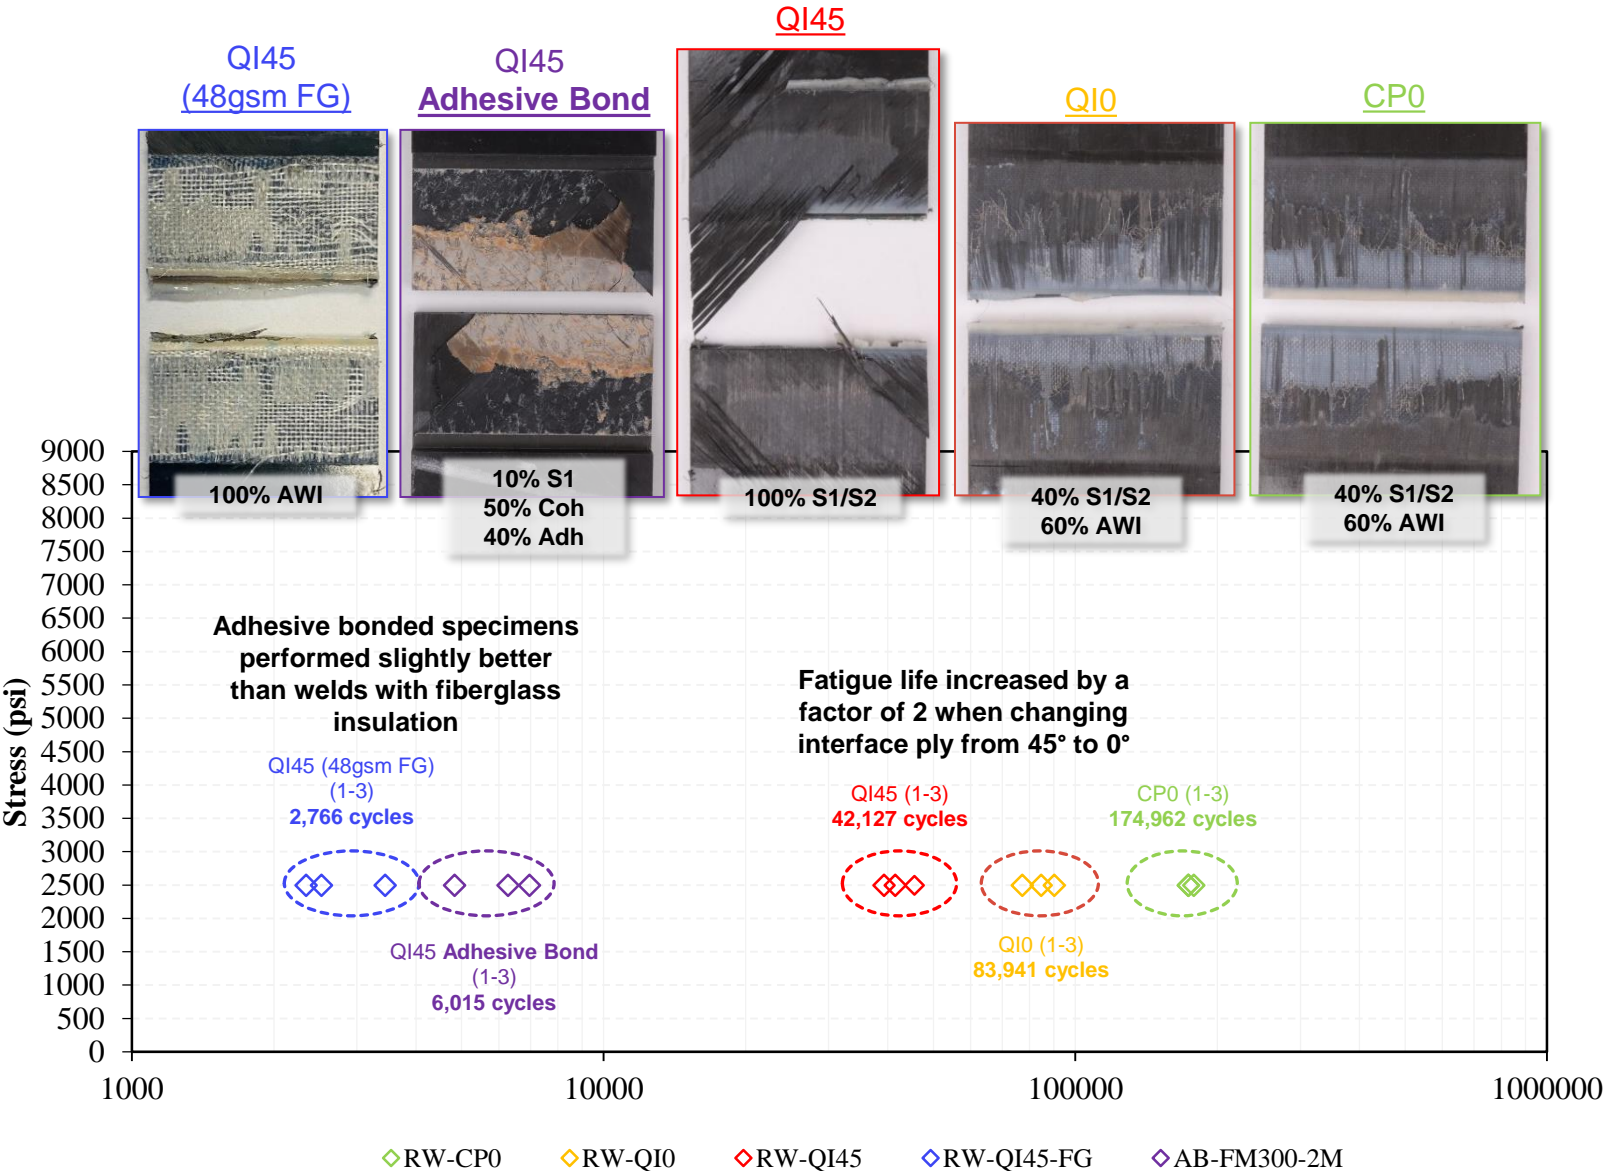 QI45
QI45
(48gsm FG)
QI45
Adhesive Bond
QI0
CP0
100% AWI
10% S1
50% Coh
40% Adh
100% S1/S2
40% S1/S2
60% AWI
40% S1/S2
60% AWI
9000
8500
8000
7500
7000
6500
6000
5500
5000
4500
4000
3500
3000
2500
2000
1500
1000
500
0
Stress (psi)
Adhesive bonded specimens
performed slightly better
than welds with fiberglass
insulation
Fatigue life increased by a
factor of 2 when changing
interface ply from 45° to 0°
QI45 (48gsm FG)
(1-3)
2,766 cycles
QI45 (1-3)
42,127 cycles
CP0 (1-3)
174,962 cycles
QI45 Adhesive Bond
(1-3)
6,015 cycles
QI0 (1-3)
83,941 cycles
1000
10000
100000
1000000
RW-CP0
RW-QI0
RW-QI45
RW-QI45-FG
AB-FM300-2M